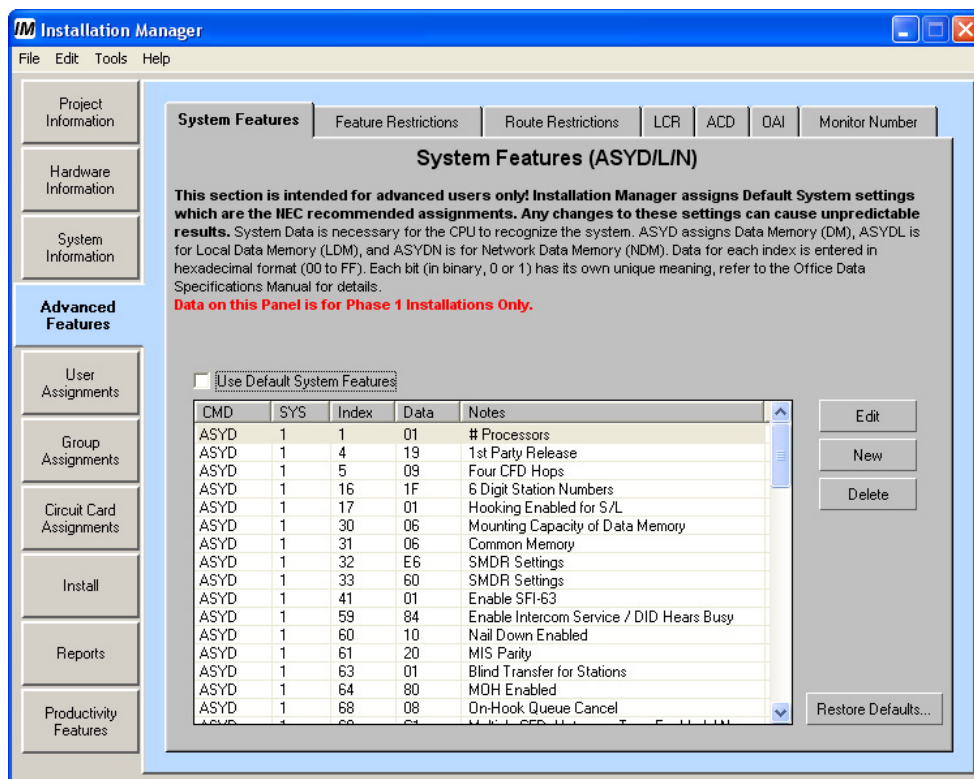 IM Installation Manager
File Edit Tools Help
Project
Information
Hardware
Information
System
Information
Advanced
Features
User
Assignments
Group
Assignments
Circuit Card
Assignments
Install
Reports
Productivity
Features
System Features Feature Restrictions Route Restrictions LCR ACD OAI Monitor Number
System Features (ASYD/L/N)
This section is intended for advanced users only! Installation Manager assigns Default System settings
which are the NEC recommended assignments. Any changes to these settings can cause unpredictable
results. System Data is necessary for the CPU to recognize the system. ASYD assigns Data Memory (DM), ASYDL is
for Local Data Memory (LDM), and ASYDN is for Network Data Memory (NDM). Data for each index is entered in
hexadecimal format (00 to FF). Each bit (in binary, 0 or 1) has its own unique meaning, refer to the Office Data
Specifications Manual for details.
Data on this Panel is for Phase 1 Installations Only.
Use Default System Features
CMD SYS Index Data Notes
ASYD 1 1 01 # Processors
ASYD 1 4 19 1st Party Release
ASYD 1 5 09 Four CFD Hops
ASYD 1 16 1F 6 Digit Station Numbers
ASYD 1 17 01 Hooking Enabled for S/L
ASYD 1 30 06 Mounting Capacity of Data Memory
ASYD 1 31 06 Common Memory
ASYD 1 32 E6 SMDR Settings
ASYD 1 33 60 SMDR Settings
ASYD 1 41 01 Enable SFI-63
ASYD 1 59 84 Enable Intercom Service / DID Hears Busy
ASYD 1 60 10 Nail Down Enabled
ASYD 1 61 20 MIS Parity
ASYD 1 63 01 Blind Transfer for Stations
ASYD 1 64 80 MOH Enabled
ASYD 1 68 08 On-Hook Queue Cancel
Edit
New
Delete
Restore Defaults...